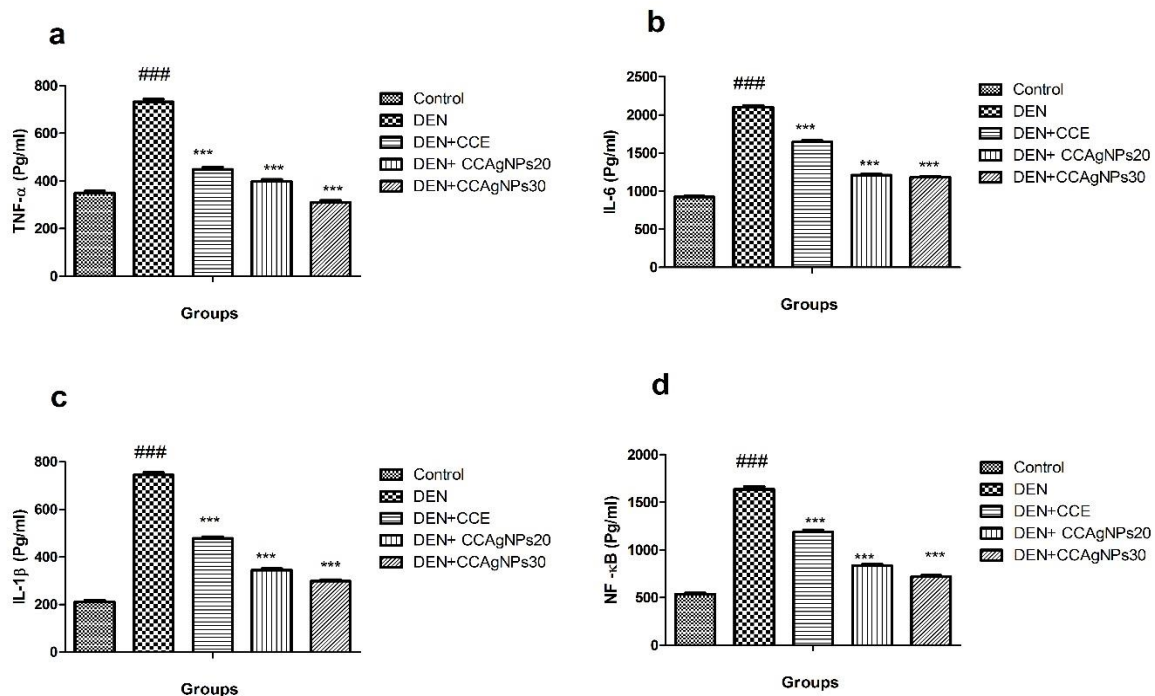 a
TNF-α (Pg/ml)
800
600
400
200
0
###
***
***
***
Groups
Control
DEN
DEN+CCE
DEN+ CCAgNPs20
DEN+CCAgNPs30
b
IL-6 (Pg/ml)
2500
2000
1500
1000
500
0
###
***
***
***
Groups
Control
DEN
DEN+CCE
DEN+ CCAgNPs20
DEN+CCAgNPs30
c
IL-1β (Pg/ml)
800
600
400
200
0
###
***
***
***
Groups
Control
DEN
DEN+CCE
DEN+ CCAgNPs20
DEN+CCAgNPs30
d
NF -κB (Pg/ml)
2000
1500
1000
500
0
###
***
***
***
Groups
Control
DEN
DEN+CCE
DEN+ CCAgNPs20
DEN+CCAgNPs30